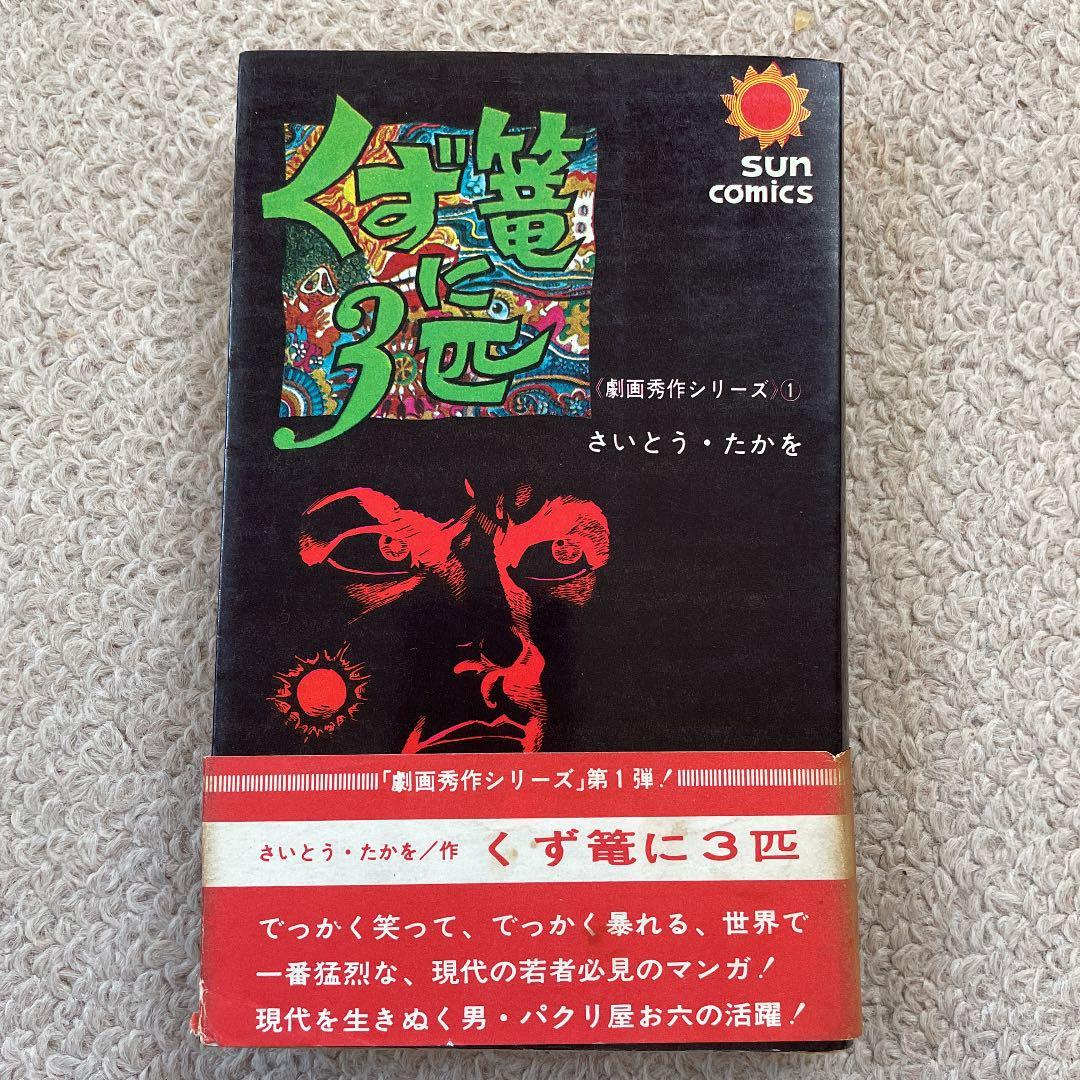 くず篭に3匹
sun
comics
《劇画秀作シリーズ》①
さいとう・たかを
「劇画秀作シリーズ」第1弾!
さいとう・たかを/作 くず篭に3匹
でっかく笑って、でっかく暴れる、世界で
一番猛烈な、現代の若者必見のマンガ!
現代を生きぬく男・パクリ屋お六の活躍!